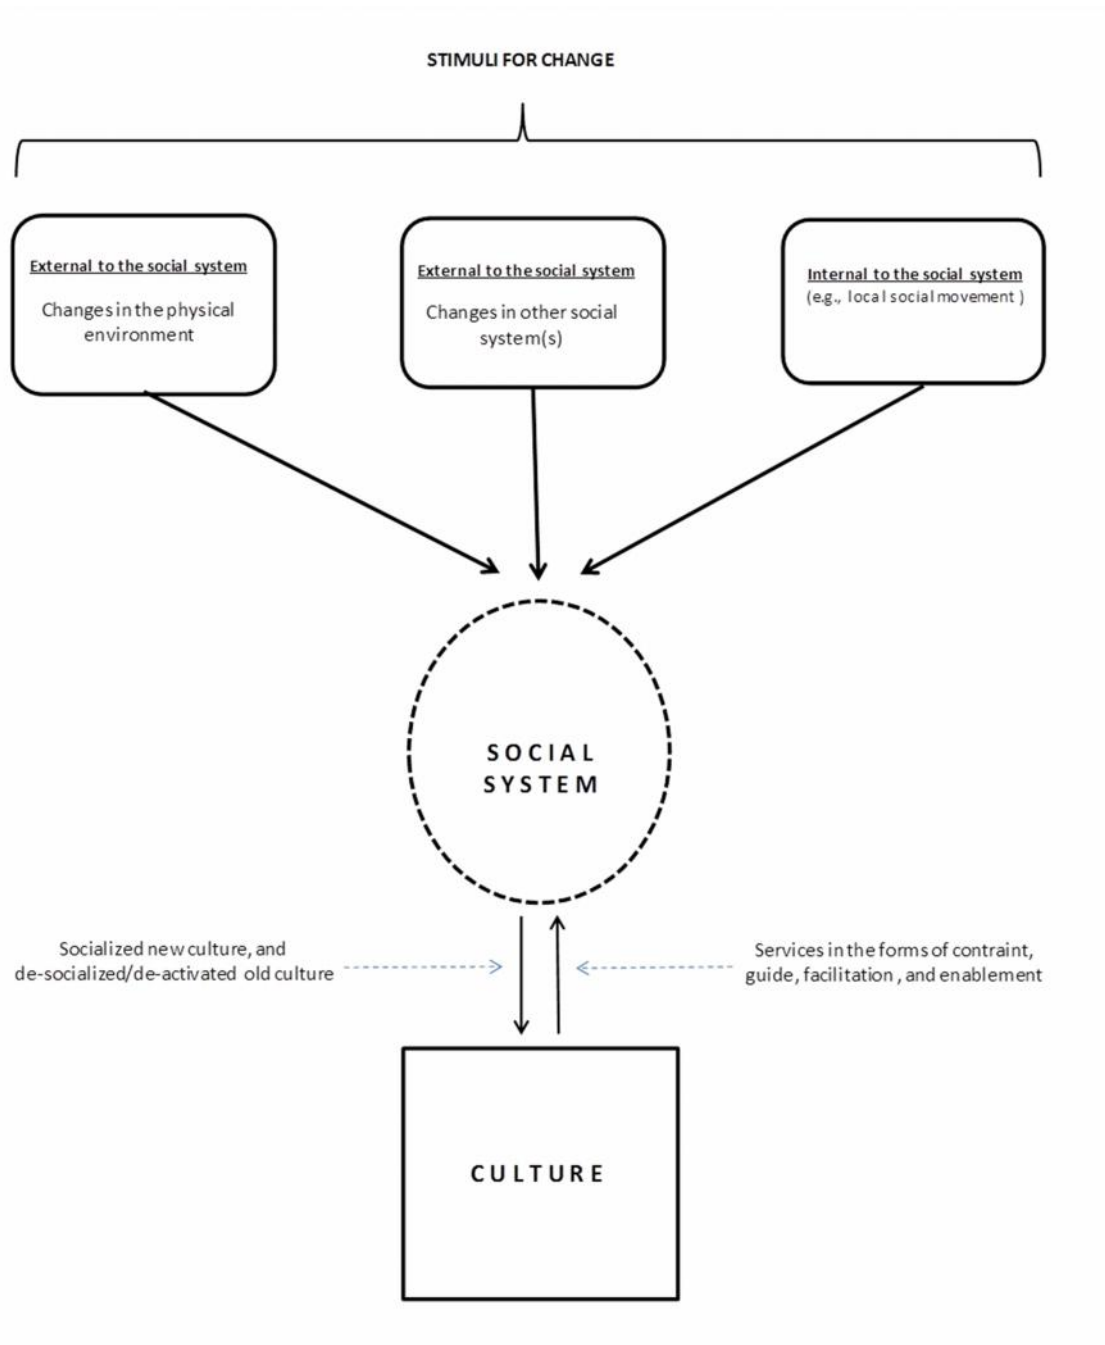 STIMULI FOR CHANGE
External to the social system
Changes in the physical
environment
External to the social system
Changes in other social
system(s)
Internal to the social system
(e.g., local social movement )
SOCIAL
SYSTEM
Socialized new culture, and
de-socialized/de-activated old culture
Services in the forms of contraint,
guide, facilitation , and enablement
CULTURE